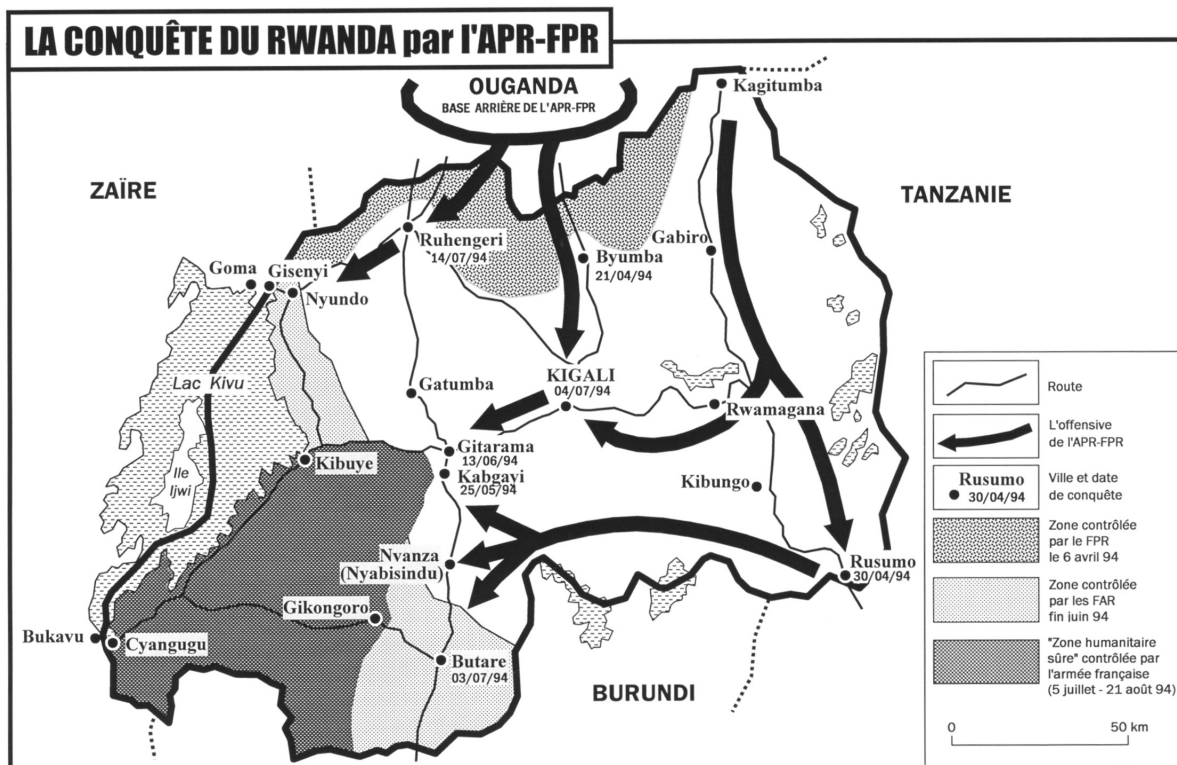 LA CONQUÊTE DU RWANDA par l'APR-FPR
OUGANDA
BASE ARRIÈRE DE L'APR-FPR
Kagitumba
ZAÏRE
TANZANIE
Ruhengeri
14/07/94
Byumba
21/04/94
Gabiro
Goma
Gisenyi
Nyundo
Lac Kivu
Gatumba
KIGALI
04/07/94
Rwamagana
Gitarama
13/06/94
Kibuye
Kabgayi
25/05/94
Kibungo
Ile
Ijwi
Nvanza
(Nyabisindu)
Rusumo
30/04/94
Gikongoro
Bukavu
Cyangugu
Butare
03/07/94
BURUNDI
Route
L'offensive
de l'APR-FPR
Rusumo
30/04/94
Ville et date
de conquête
Zone contrôlée
par le FPR
le 6 avril 94
Zone contrôlée
par les FAR
fin juin 94
"Zone humanitaire
sûre" contrôlée par
l'armée française
(5 juillet - 21 août 94)
0
50 km